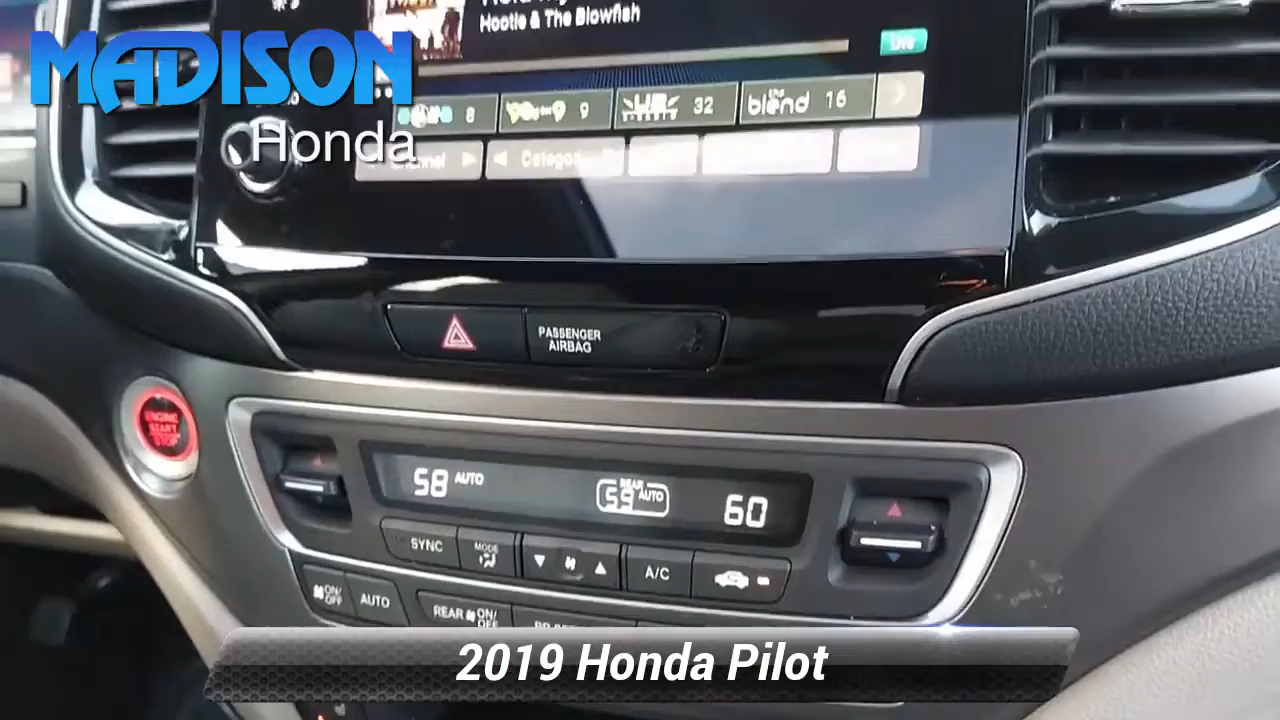 Hootie & The Blowfish
MADISON
Honda
Live
8
9
32
the blend 16
Channel
PASSENGER
AIRBAG
ENGINE
START
STOP
58 AUTO
REAR
59 AUTO
60
SYNC
MODE
A/C
ON/
OFF
AUTO
REAR ON/
OFF
2019 Honda Pilot